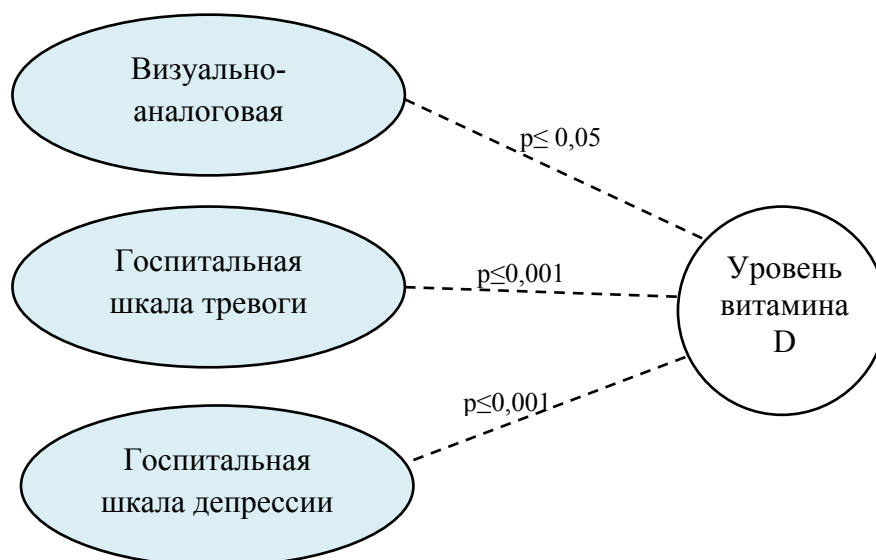 Визуально-
аналоговая
p≤ 0,05
Госпитальная
шкала тревоги
p≤0,001
Уровень
витамина
D
p≤0,001
Госпитальная
шкала депрессии